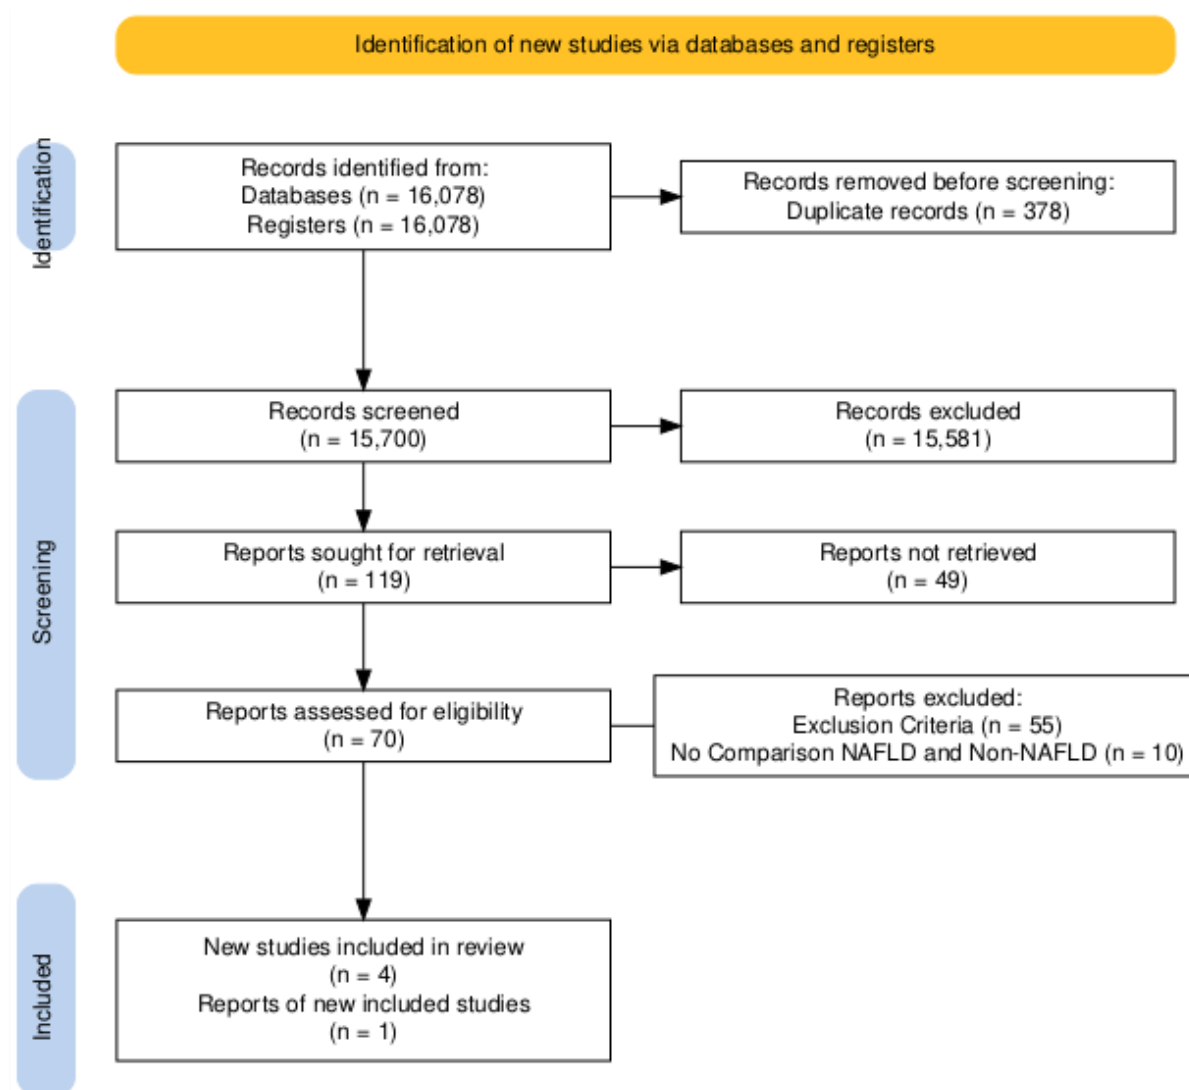 Identification of new studies via databases and registers
Identification
Records identified from:
Databases (n = 16,078)
Registers (n = 16,078)
Records removed before screening:
Duplicate records (n = 378)
Screening
Records screened
(n = 15,700)
Records excluded
(n = 15,581)
Reports sought for retrieval
(n = 119)
Reports not retrieved
(n = 49)
Reports assessed for eligibility
(n = 70)
Reports excluded:
Exclusion Criteria (n = 55)
No Comparison NAFLD and Non-NAFLD (n = 10)
Included
New studies included in review
(n = 4)
Reports of new included studies
(n = 1)